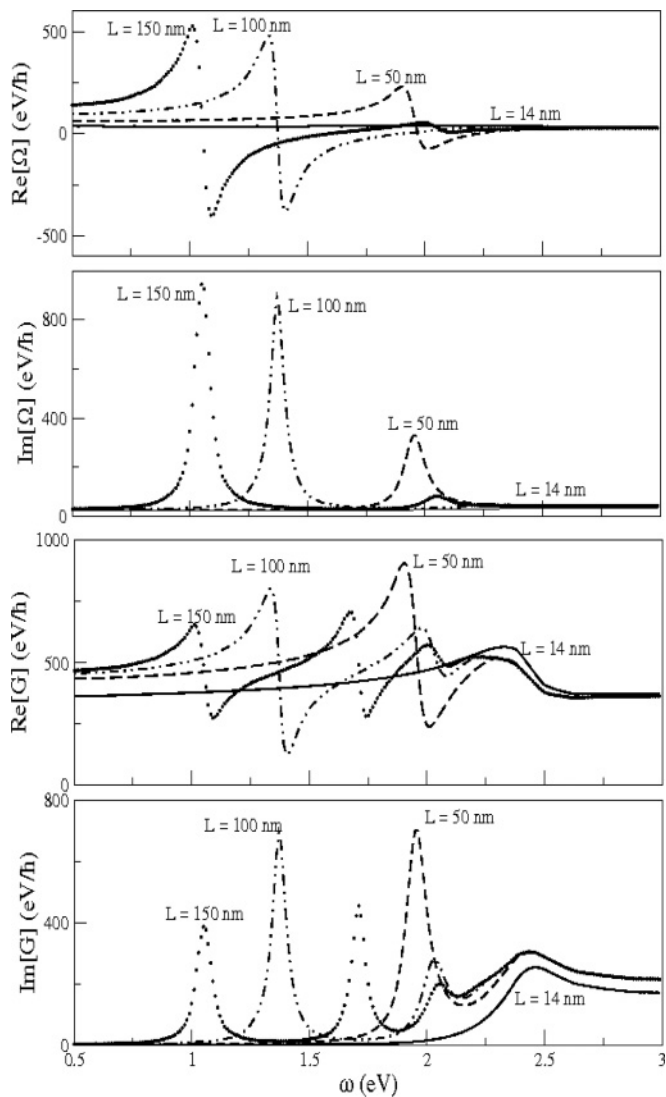 Re[Ω] (eV/ħ)
500
0
-500
L = 150 nm
L = 100 nm
L = 50 nm
L = 14 nm
Im[Ω] (eV/ħ)
800
400
0
L = 150 nm
L = 100 nm
L = 50 nm
L = 14 nm
Re[G] (eV/ħ)
1000
500
0
L = 100 nm
L = 50 nm
L = 150 nm
L = 14 nm
Im[G] (eV/ħ)
800
400
0
L = 100 nm
L = 50 nm
L = 150 nm
L = 14 nm
0.5 1 1.5 2 2.5 3
ω (eV)